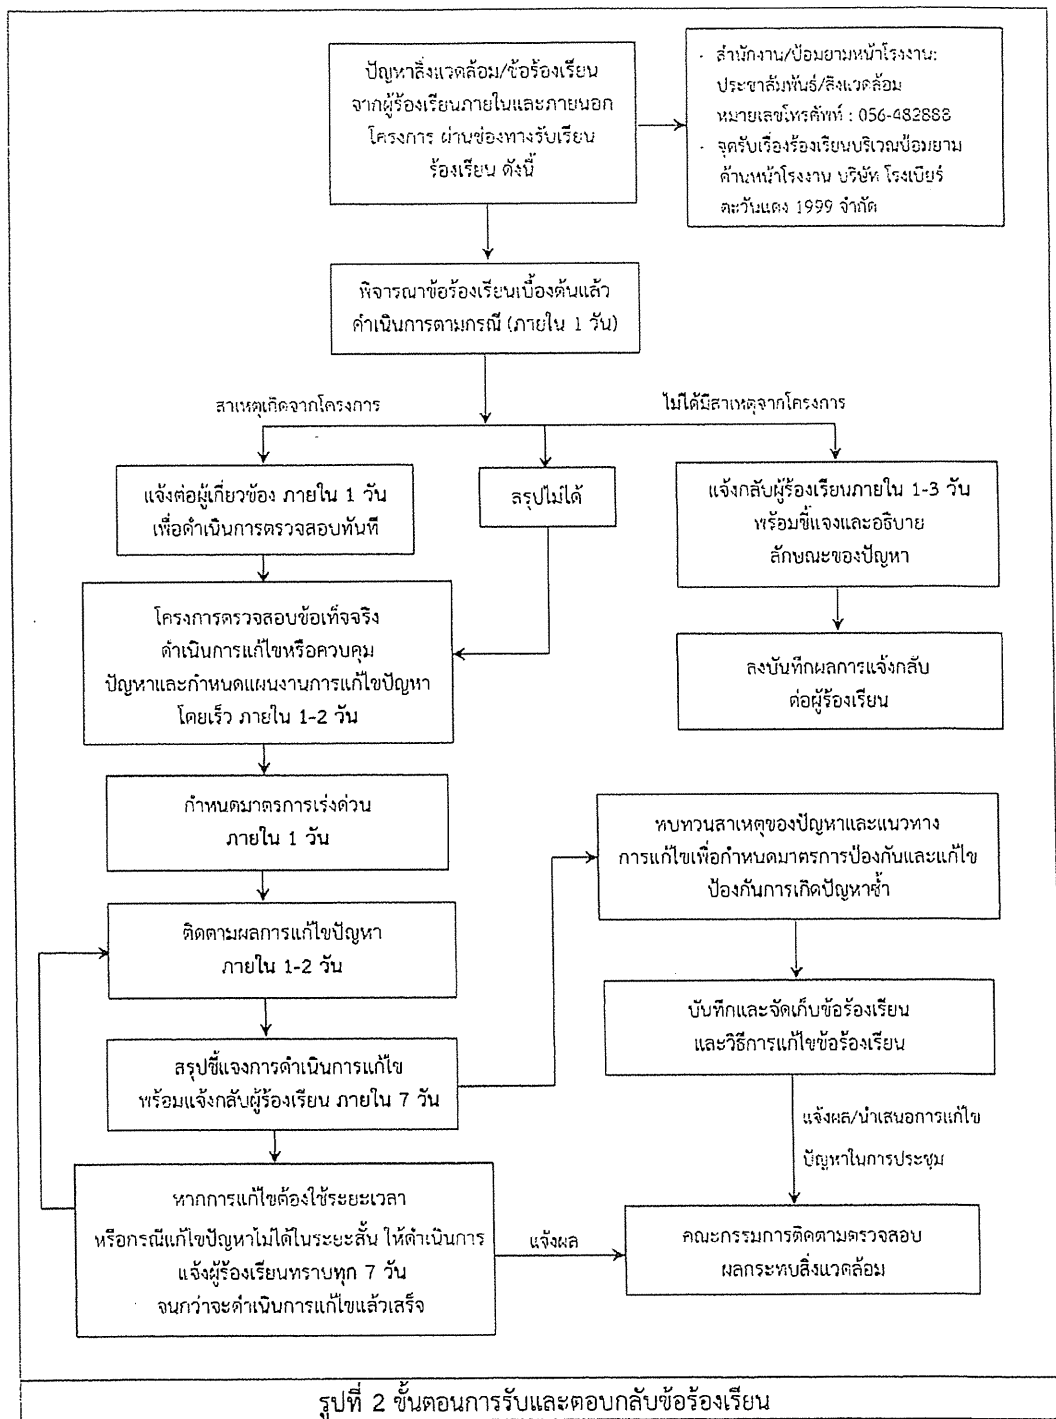 ปัญหาสิ่งแวดล้อม/ข้อร้องเรียน
จากผู้ร้องเรียนภายในและภายนอก
โครงการ ผ่านช่องทางรับเรียน
ร้องเรียน ดังนี้
- สำนักงาน/ป้อมยามหน้าโรงงาน:
ประชาสัมพันธ์/สิ่งแวดล้อม
หมายเลขโทรศัพท์ : 056-482888
- จุดรับเรื่องร้องเรียนบริเวณป้อมยาม
ด้านหน้าโรงงาน บริษัท โรงเบียร์
ตะวันแดง 1999 จำกัด
พิจารณาข้อร้องเรียนเบื้องต้นแล้ว
ดำเนินการตามกรณี (ภายใน 1 วัน)
สาเหตุเกิดจากโครงการ
ไม่ได้มีสาเหตุจากโครงการ
แจ้งต่อผู้เกี่ยวข้อง ภายใน 1 วัน
เพื่อดำเนินการตรวจสอบทันที
สรุปไม่ได้
แจ้งกลับผู้ร้องเรียนภายใน 1-3 วัน
พร้อมชี้แจงและอธิบาย
ลักษณะของปัญหา
โครงการตรวจสอบข้อเท็จจริง
ดำเนินการแก้ไขหรือควบคุม
ปัญหาและกำหนดแผนงานการแก้ไขปัญหา
โดยเร็ว ภายใน 1-2 วัน
ลงบันทึกผลการแจ้งกลับ
ต่อผู้ร้องเรียน
กำหนดมาตรการเร่งด่วน
ภายใน 1 วัน
ทบทวนสาเหตุของปัญหาและแนวทาง
การแก้ไขเพื่อกำหนดมาตรการป้องกันและแก้ไข
ป้องกันการเกิดปัญหาซ้ำ
ติดตามผลการแก้ไขปัญหา
ภายใน 1-2 วัน
บันทึกและจัดเก็บข้อร้องเรียน
และวิธีการแก้ไขข้อร้องเรียน
สรุปชี้แจงการดำเนินการแก้ไข
พร้อมแจ้งกลับผู้ร้องเรียน ภายใน 7 วัน
แจ้งผล/นำเสนอการแก้ไข
ปัญหาในการประชุม
หากการแก้ไขต้องใช้ระยะเวลา
หรือกรณีแก้ไขปัญหาไม่ได้ในระยะสั้น ให้ดำเนินการ
แจ้งผู้ร้องเรียนทราบทุก 7 วัน
จนกว่าจะดำเนินการแก้ไขแล้วเสร็จ
แจ้งผล
คณะกรรมการติดตามตรวจสอบ
ผลกระทบสิ่งแวดล้อม
รูปที่ 2 ขั้นตอนการรับและตอบกลับข้อร้องเรียน